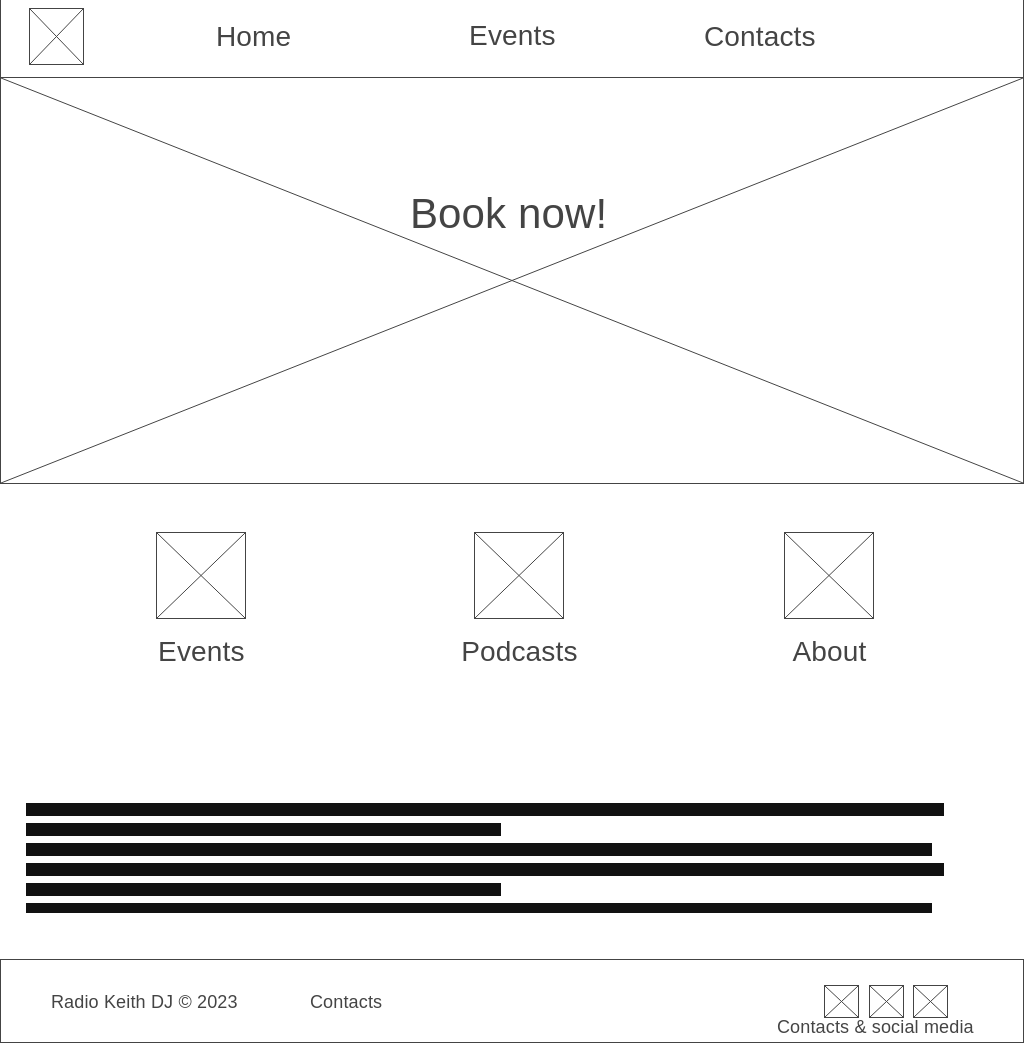 Home Events Contacts
Book now!
Events Podcasts About
Radio Keith DJ © 2023 Contacts
Contacts & social media